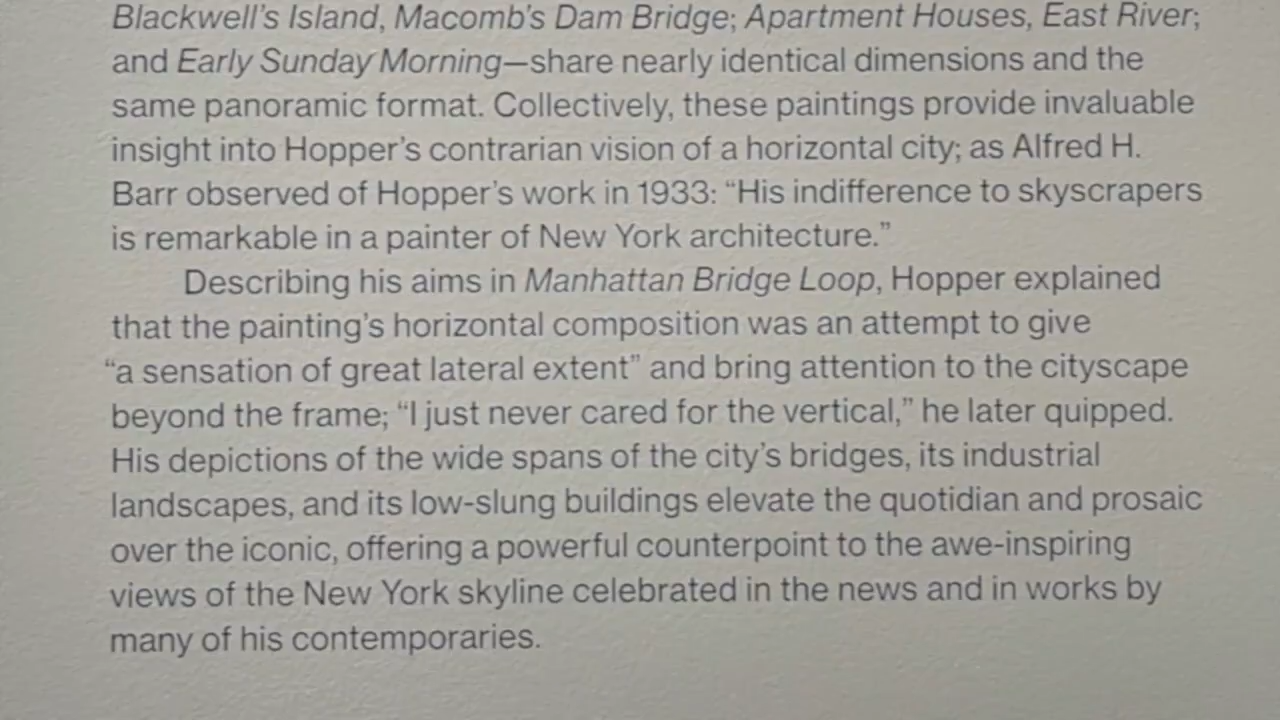 Blackwell’s Island, Macomb’s Dam Bridge; Apartment Houses, East River;
and Early Sunday Morning—share nearly identical dimensions and the
same panoramic format. Collectively, these paintings provide invaluable
insight into Hopper’s contrarian vision of a horizontal city; as Alfred H.
Barr observed of Hopper’s work in 1933: “His indifference to skyscrapers
is remarkable in a painter of New York architecture.”
Describing his aims in Manhattan Bridge Loop, Hopper explained
that the painting’s horizontal composition was an attempt to give
“a sensation of great lateral extent” and bring attention to the cityscape
beyond the frame; “I just never cared for the vertical,” he later quipped.
His depictions of the wide spans of the city’s bridges, its industrial
landscapes, and its low-slung buildings elevate the quotidian and prosaic
over the iconic, offering a powerful counterpoint to the awe-inspiring
views of the New York skyline celebrated in the news and in works by
many of his contemporaries.